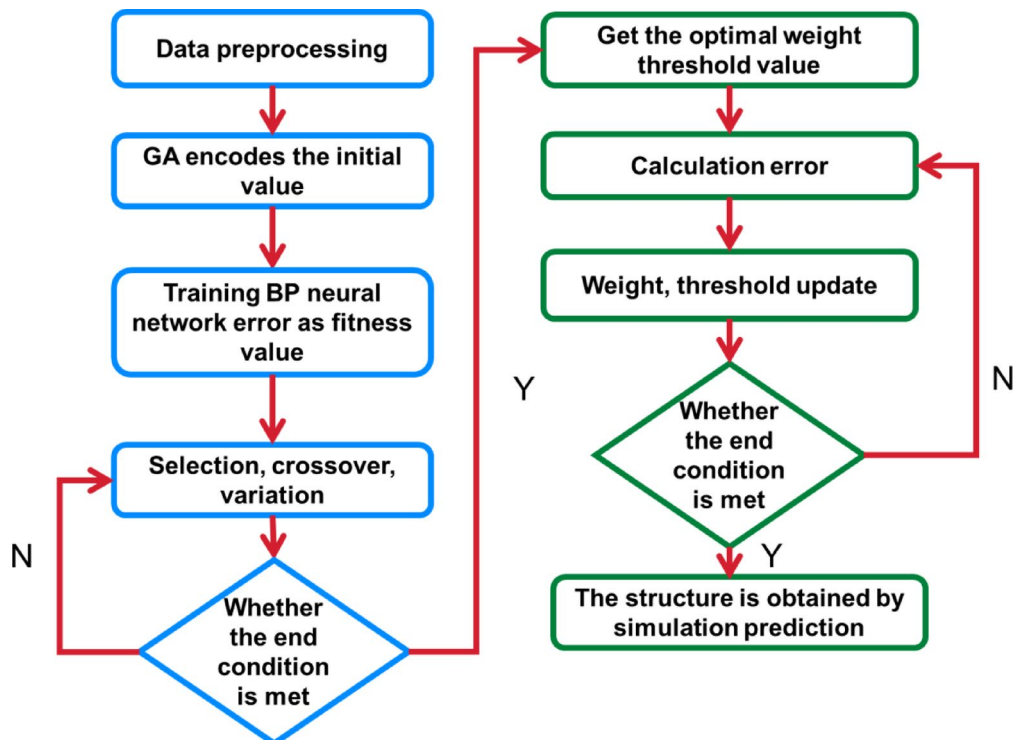 Data preprocessing
GA encodes the initial
value
Training BP neural
network error as fitness
value
Selection, crossover,
variation
N
Whether
the end
condition
is met
Y
Get the optimal weight
threshold value
Calculation error
Weight, threshold update
Whether
the end
condition
is met
N
Y
The structure is obtained by
simulation prediction